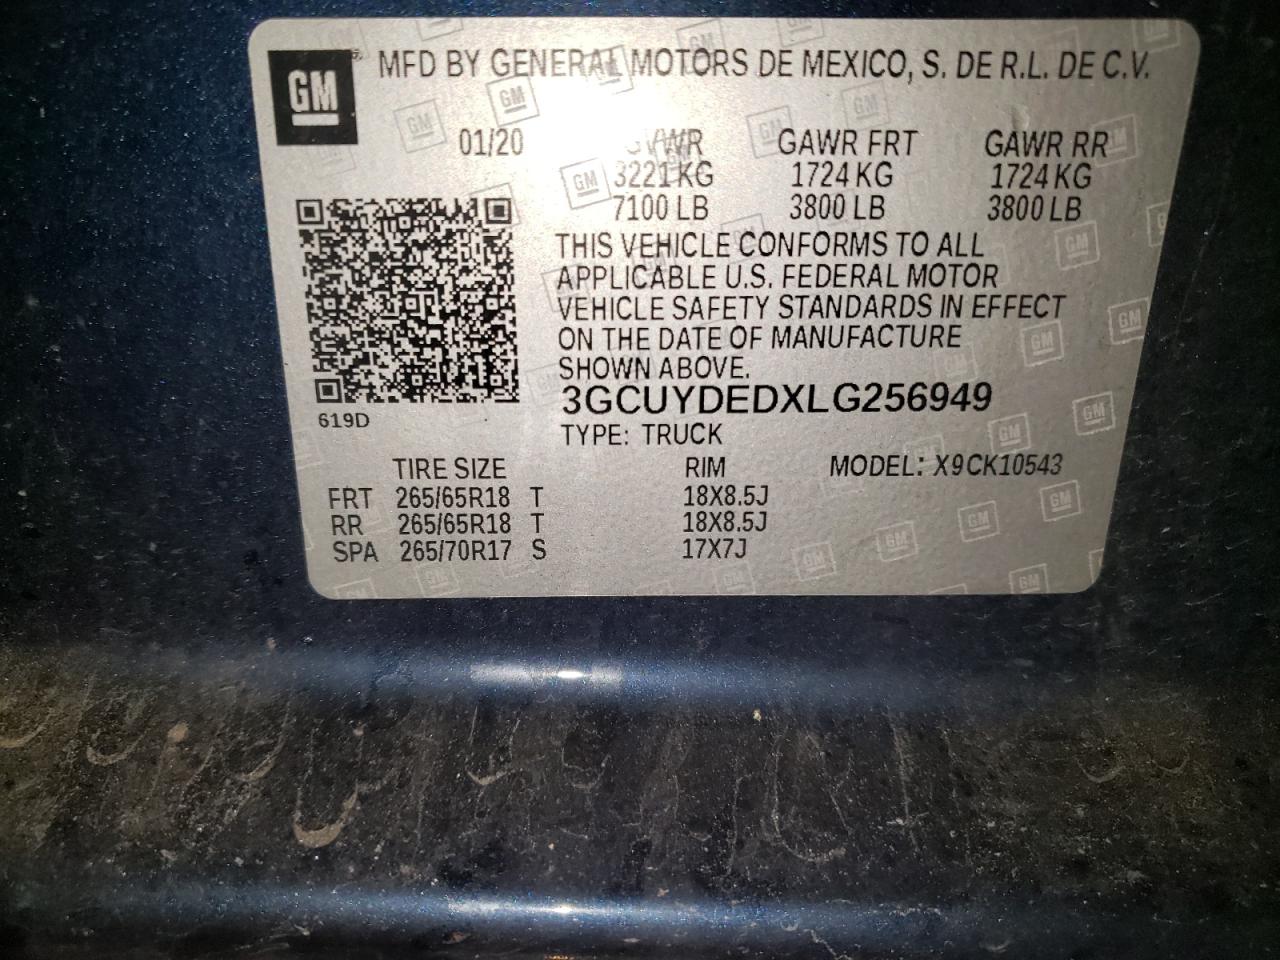 GM MFD BY GENERAL MOTORS DE MEXICO, S. DE R.L. DE C.V.
01/20 GVWR GAWR FRT GAWR RR
3221 KG 1724 KG 1724 KG
7100 LB 3800 LB 3800 LB
THIS VEHICLE CONFORMS TO ALL
APPLICABLE U.S. FEDERAL MOTOR
VEHICLE SAFETY STANDARDS IN EFFECT
ON THE DATE OF MANUFACTURE
SHOWN ABOVE.
3GCUYDEDXLG256949
619D
TYPE: TRUCK
TIRE SIZE RIM MODEL: X9CK10543
FRT 265/65R18 T 18X8.5J
RR 265/65R18 T 18X8.5J
SPA 265/70R17 S 17X7J